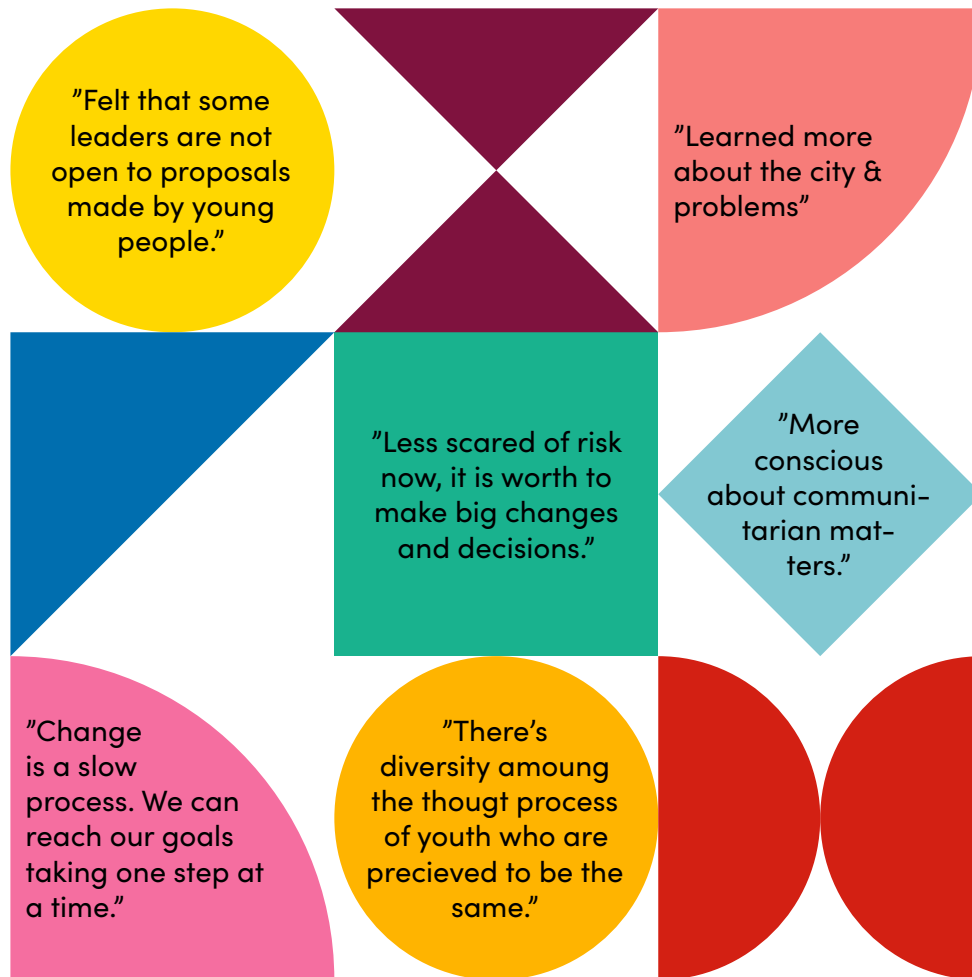 ”Felt that some
leaders are not
open to proposals
made by young
people.”
”Learned more
about the city &
problems”
”Less scared of risk
now, it is worth to
make big changes
and decisions.”
”More
conscious
about communi-
tarian mat-
ters.”
”Change
is a slow
process. We can
reach our goals
taking one step at
a time.”
”There’s
diversity amoung
the thougt process
of youth who are
precieved to be the
same.”